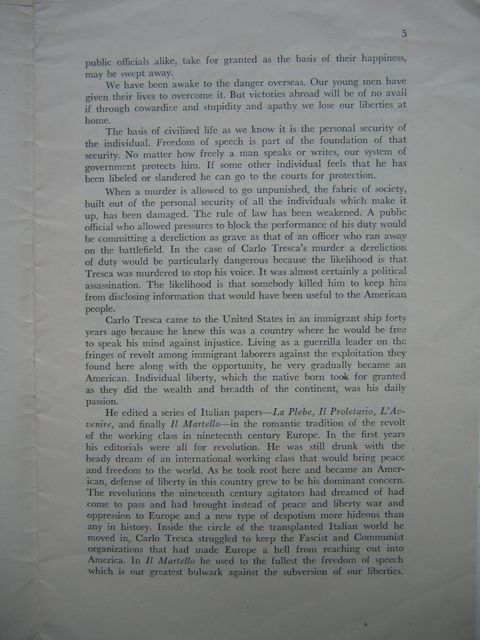 5
public officials alike, take for granted as the basis of their happiness,
may be swept away.
We have been awake to the danger overseas. Our young men have
given their lives to overcome it. But victories abroad will be of no avail
if through cowardice and stupidity and apathy we lose our liberties at
home.
The basis of civilized life as we know it is the personal security of
the individual. Freedom of speech is part of the foundation of that
security. No matter how freely a man speaks or writes, our system of
government protects him. If some other individual feels that he has
been libeled or slandered he can go to the courts for protection.
When a murder is allowed to go unpunished, the fabric of society,
built out of the personal security of all the individuals which make it
up, has been damaged. The rule of law has been weakened. A public
official who allowed pressures to block the performance of his duty would
be committing a dereliction as grave as that of an officer who ran away
on the battlefield. In the case of Carlo Tresca's murder a dereliction
of duty would be particularly dangerous because the likelihood is that
Tresca was murdered to stop his voice. It was almost certainly a political
assassination. The likelihood is that somebody killed him to keep him
from disclosing information that would have been useful to the American
people.
Carlo Tresca came to the United States in an immigrant ship forty
years ago because he knew this was a country where he would be free
to speak his mind against injustice. Living as a guerrilla leader on the
fringes of revolt among immigrant laborers against the exploitation they
found here along with the opportunity, he very gradually became an
American. Individual liberty, which the native born took for granted
as they did the wealth and breadth of the continent, was his daily
passion.
He edited a series of Italian papers—La Plebe, Il Proletario, L'Av-
venire, and finally Il Martello—in the romantic tradition of the revolt
of the working class in nineteenth century Europe. In the first years
his editorials were all for revolution. He was still drunk with the
heady dream of an international working class that would bring peace
and freedom to the world. As he took root here and became an Amer-
ican, defense of liberty in this country grew to be his dominant concern.
The revolutions the nineteenth century agitators had dreamed of had
come to pass and had brought instead of peace and liberty war and
oppression to Europe and a new type of despotism more hideous than
any in history. Inside the circle of the transplanted Italian world he
moved in, Carlo Tresca struggled to keep the Fascist and Communist
organizations that had made Europe a hell from reaching out into
America. In Il Martello he used to the fullest the freedom of speech
which is our greatest bulwark against the subversion of our liberties.